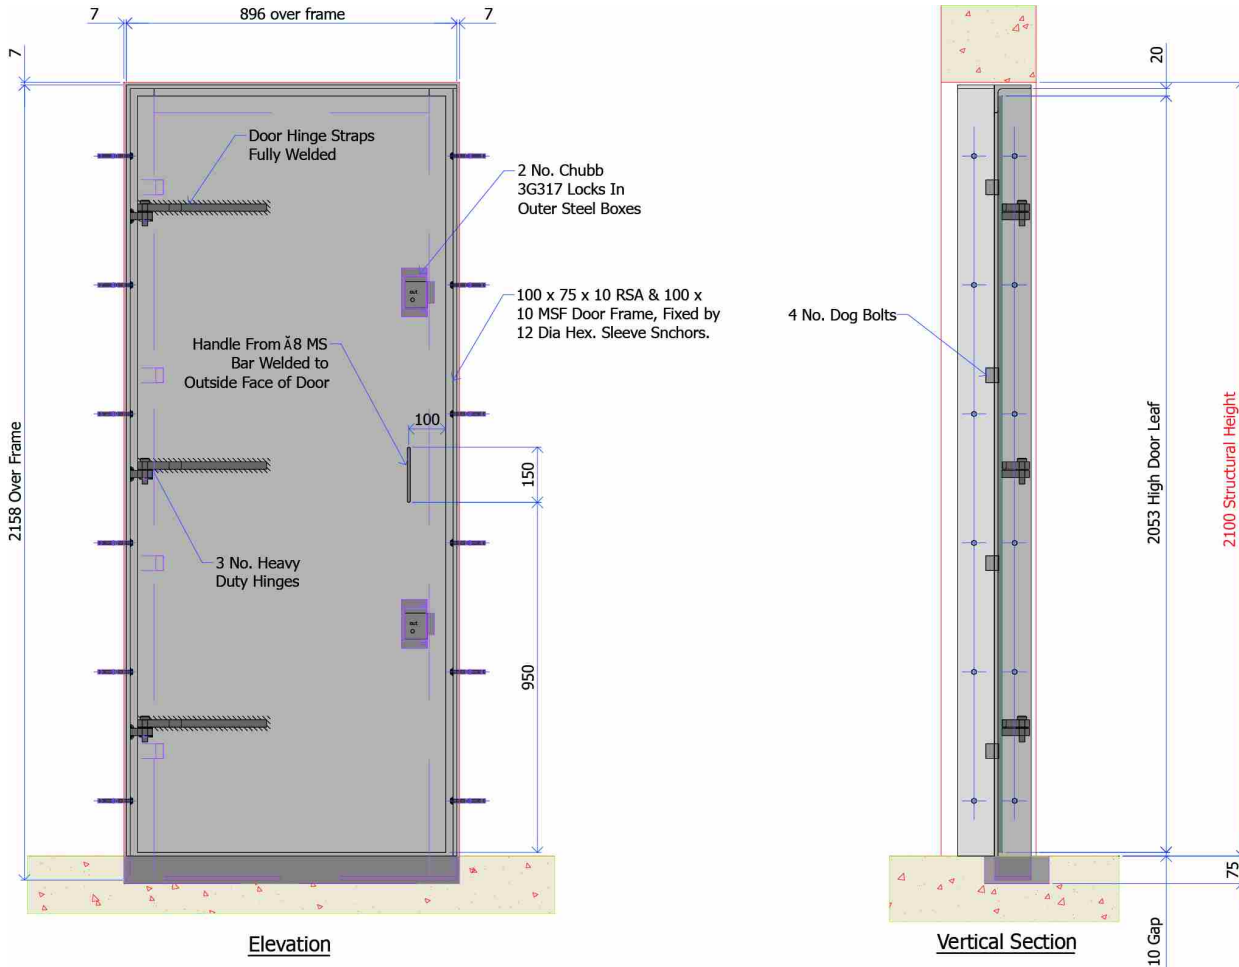 7
896 over frame
7
7
20
Door Hinge Straps
Fully Welded
2 No. Chubb
3G317 Locks In
Outer Steel Boxes
100 x 75 x 10 RSA & 100 x
10 MSF Door Frame, Fixed by
12 Dia Hex. Sleeve Snchors.
4 No. Dog Bolts
Handle From Ă8 MS
Bar Welded to
Outside Face of Door
100
150
2158 Over Frame
2053 High Door Leaf
2100 Structural Height
3 No. Heavy
Duty Hinges
950
75
10 Gap
Elevation
Vertical Section